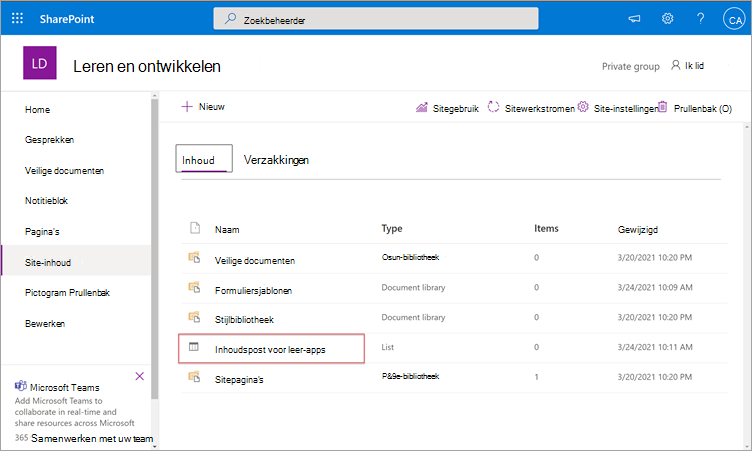 SharePoint
Zoekbeheerder
?
CA
LD
Leren en ontwikkelen
Private group
Ik lid
Home
Gesprekken
Veilige documenten
Notitieblok
Pagina's
Site-inhoud
Pictogram Prullenbak
Bewerken
Microsoft Teams
Add Microsoft Teams to
collaborate in real-time and
share resources across Microsoft
365 Samenwerken met uw team
+ Nieuw
Sitegebruik
Sitewerkstromen
Site-instellingen
Prullenbak (O)
Inhoud
Verzakkingen
Naam Type Items Gewijzigd
Veilige documenten Osun-bibliotheek 0 3/20/2021 10:20 PM
Formuliersjablonen Document library 0 3/24/2021 10:09 AM
Stijlbibliotheek Document library 0 3/20/2021 10:20 PM
Inhoudspost voor leer-apps List 0 3/24/2021 10:11 AM
Sitepagina's P&9e-bibliotheek 1 3/20/2021 10:20 PM